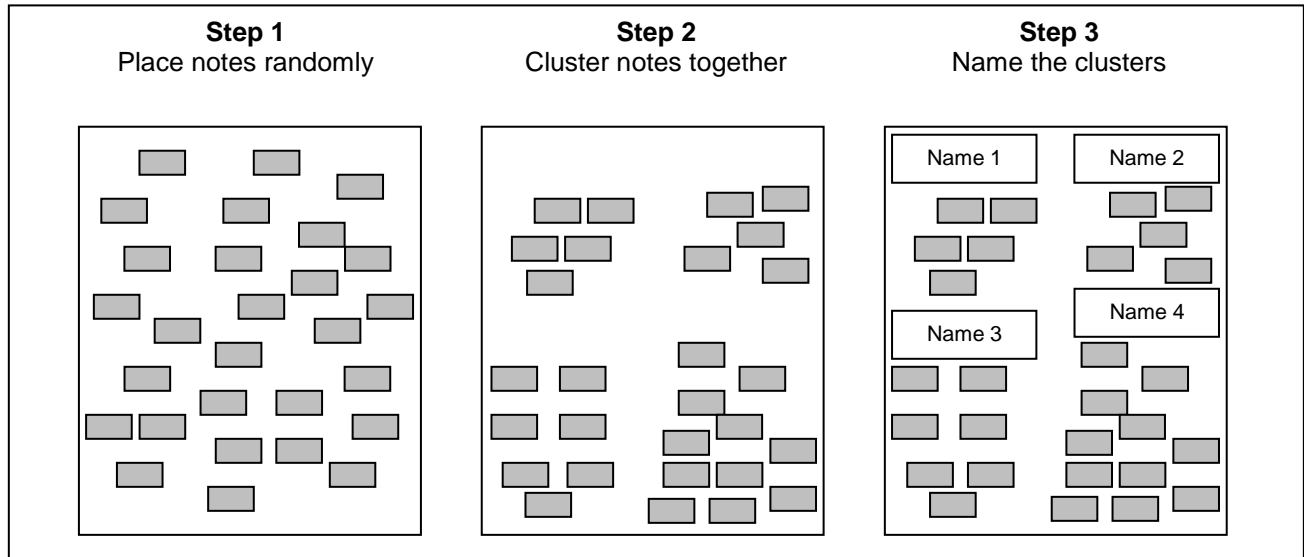 Step 1
Place notes randomly
Step 2
Cluster notes together
Step 3
Name the clusters
Name 1
Name 2
Name 3
Name 4